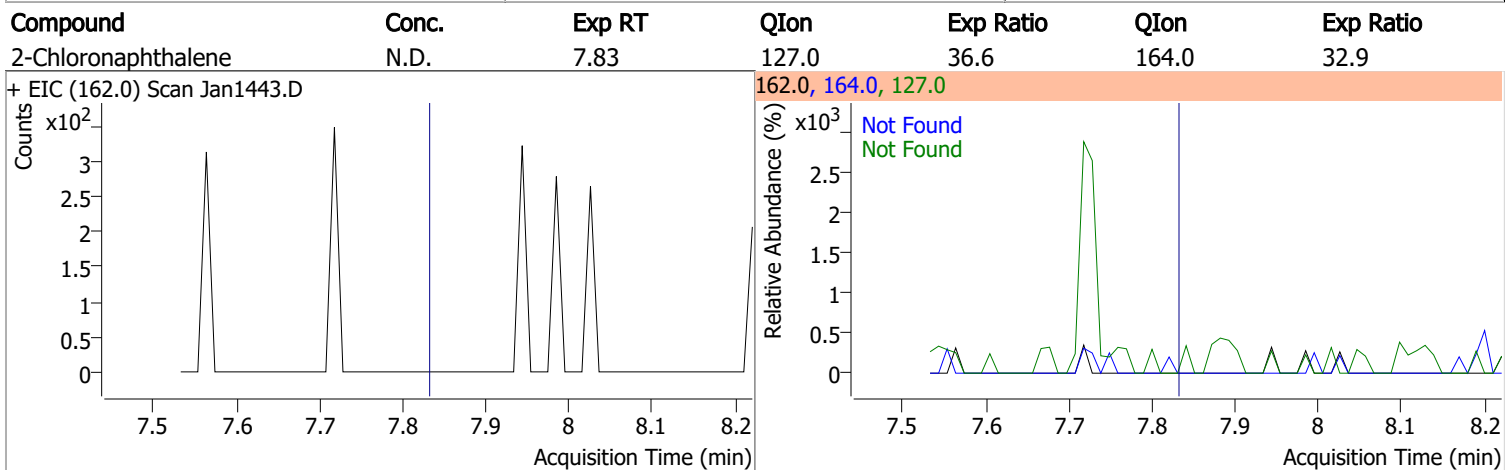 Compound Conc. Exp RT QIon Exp Ratio QIon Exp Ratio
2-Chloronaphthalene N.D. 7.83 127.0 36.6 164.0 32.9
+ EIC (162.0) Scan Jan1443.D
Counts
x10²
3
2.5
2
1.5
1
0.5
0
7.5 7.6 7.7 7.8 7.9 8 8.1 8.2
Acquisition Time (min)
162.0, 164.0, 127.0
Relative Abundance (%)
x10³
Not Found
Not Found
2.5
2
1.5
1
0.5
0
7.5 7.6 7.7 7.8 7.9 8 8.1 8.2
Acquisition Time (min)